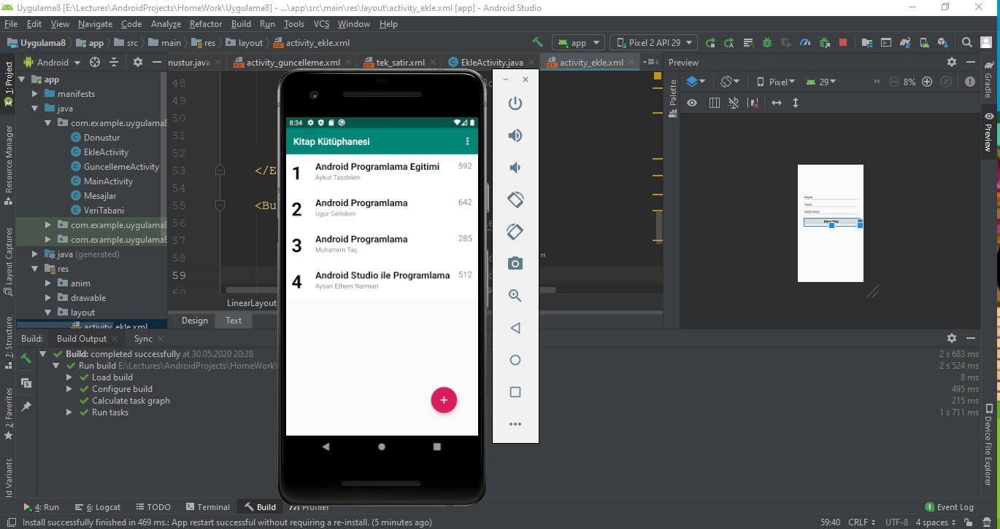 Uygulama8 [E:\Lectures\AndroidProjects\HomeWork\Uygulama8] - ...\app\src\main\res\layout\activity_ekle.xml [app] - Android Studio
File Edit View Navigate Code Analyze Refactor Build Run Tools VCS Window Help
Uygulama8 app src main res layout activity_ekle.xml
app Pixel 2 API 29
1: Project
Resource Manager
Layout Captures
7: Structure
2: Favorites
ld Variants
Android
nustur.java activity_guncelleme.xml tek_satir.xml EkleActivity.java activity_ekle.xml 6
app
manifests
java
com.example.uygulama8
Donustur
EkleActivity
GuncellemeActivity
MainActivity
Mesajlar
VeriTabani
com.example.uygulama8
com.example.uygulama8
java (generated)
res
anim
drawable
layout
activity_ekle.xml
48
49
50
51
52
53 </E
54
55 <Bu
56
57
58 "
59
60
LinearLayout
Design Text
8:34
Kitap Kütüphanesi
1 Android Programlama Egitimi 592
Aykut Tasdelen
2 Android Programlama 642
Ugur Gelisken
3 Android Programlama 285
Muharrem Taç
4 Android Studio ile Programlama 512
Aysan Ethem Narman
+
Preview
Palette
Pixel 29 8%
Başlık
Yazar
Sayfa Sayısı
Kitap Ekle
Gradle
Preview
Device File Explorer
Build: Build Output Sync
Build: completed successfully at 30.05.2020 20:28 2 s 683 ms
Run build E:\Lectures\AndroidProjects\HomeWork\ 2 s 524 ms
Load build 8 ms
Configure build 495 ms
Calculate task graph 215 ms
Run tasks 1 s 711 ms
4: Run 6: Logcat TODO Terminal Build Profiler 1 Event Log
Install successfully finished in 469 ms.: App restart successful without requiring a re-install. (5 minutes ago) 59:40 CRLF UTF-8 4 spaces